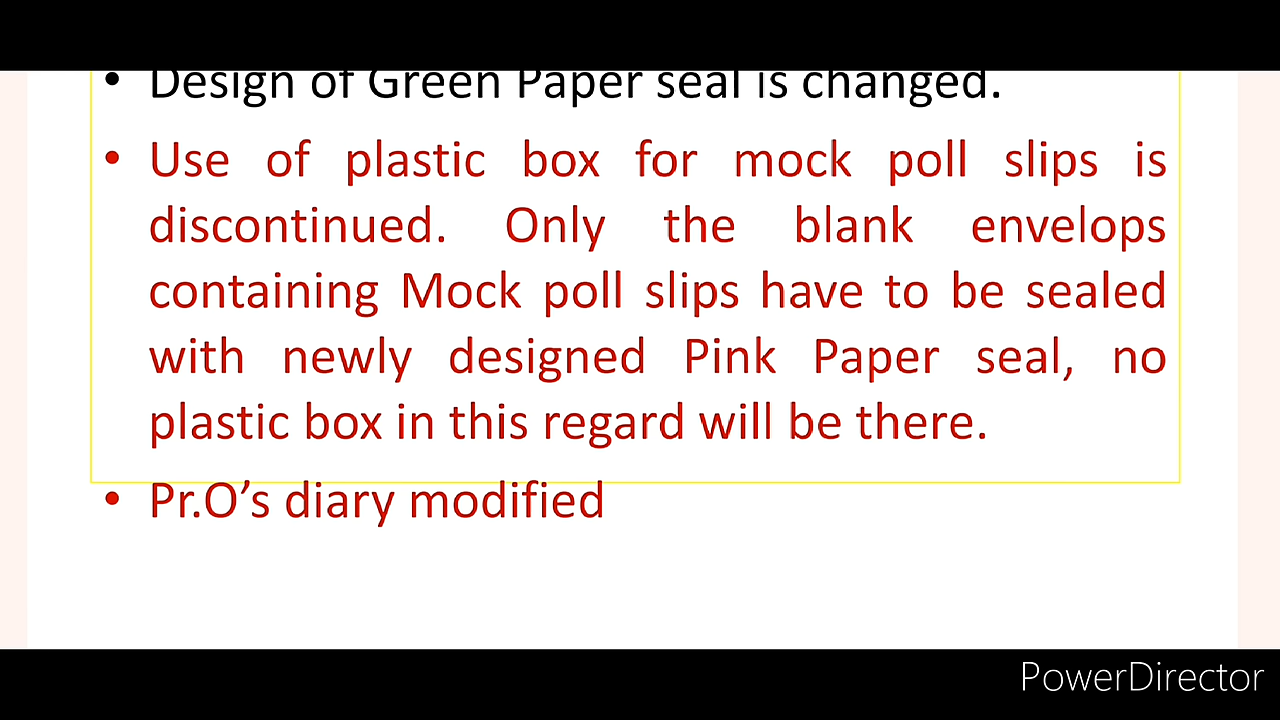 • Design of Green Paper seal is changed.
• Use of plastic box for mock poll slips is
discontinued. Only the blank envelops
containing Mock poll slips have to be sealed
with newly designed Pink Paper seal, no
plastic box in this regard will be there.
• Pr.O’s diary modified
PowerDirector